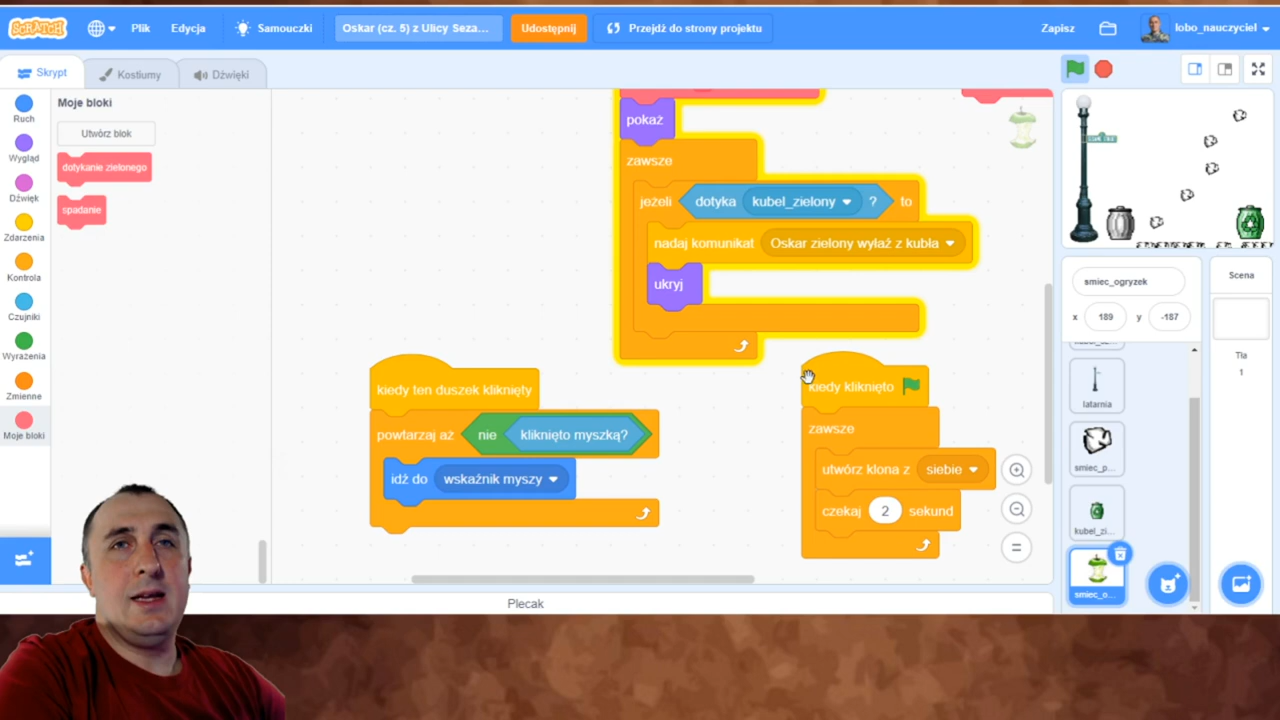 SCRATCH
Plik
Edycja
Samouczki
Oskar (cz. 5) z Ulicy Seza...
Udostępnij
Przejdź do strony projektu
Zapisz
lobo_nauczyciel
Skrypt
Kostiumy
Dźwięki
Ruch
Wygląd
Dźwięk
Zdarzenia
Kontrola
Czujniki
Wyrażenia
Zmienne
Moje bloki
Moje bloki
Utwórz blok
dotykanie zielonego
spadanie
pokaż
zawsze
jeżeli dotyka kubel_zielony ? to
nadaj komunikat Oskar zielony wyłaź z kubła
ukryj
kiedy ten duszek kliknięty
powtarzaj aż nie kliknięto myszką?
idź do wskaźnik myszy
kiedy kliknięto
zawsze
utwórz klona z siebie
czekaj 2 sekund
smiec_ogryzek
x 189 y -187
latarnia
smiec_p...
kubel_zi...
smiec_o...
Scena
Tła
1
Plecak